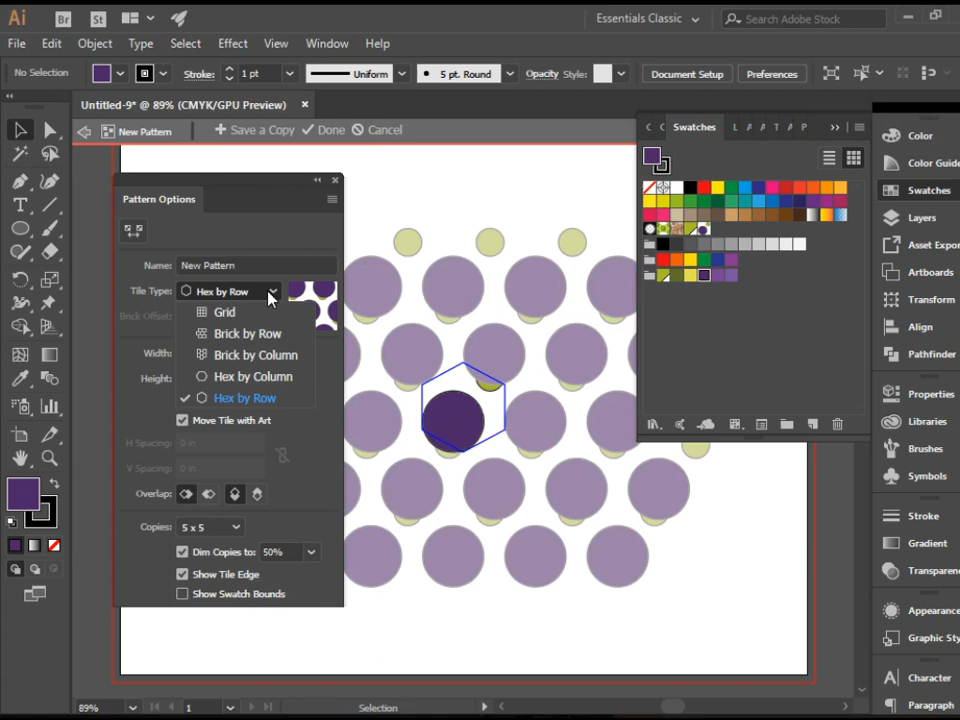 Ai Br St Essentials Classic Search Adobe Stock
File Edit Object Type Select Effect View Window Help
No Selection Stroke: 1 pt Uniform 5 pt. Round Opacity Style: Document Setup Preferences
Untitled-9* @ 89% (CMYK/GPU Preview)
New Pattern + Save a Copy Done Cancel
Swatches
Pattern Options
Name: New Pattern
Tile Type: Hex by Row
Grid
Brick Offset:
Brick by Row
Width:
Brick by Column
Height:
Hex by Column
Hex by Row
Move Tile with Art
H Spacing: 0 in
V Spacing: 0 in
Overlap:
Copies: 5 x 5
Dim Copies to: 50%
Show Tile Edge
Show Swatch Bounds
Color
Color Guide
Swatches
Layers
Asset Expor
Artboards
Transform
Align
Pathfinder
Properties
Libraries
Brushes
Symbols
Stroke
Gradient
Transparen
Appearance
Graphic Sty
Character
Paragraph
89% 1 Selection